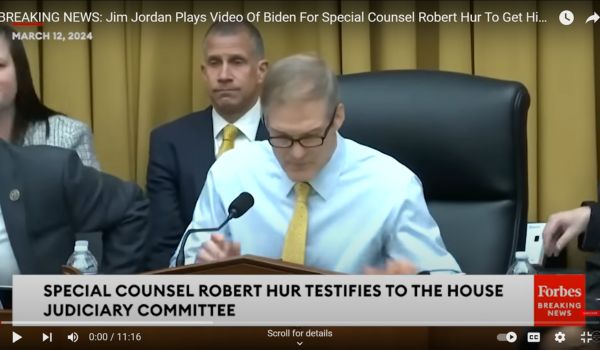 BREAKING NEWS: Jim Jordan Plays Video Of Biden For Special Counsel Robert Hur To Get Hi...
MARCH 12, 2024
SPECIAL COUNSEL ROBERT HUR TESTIFIES TO THE HOUSE
JUDICIARY COMMITTEE
Forbes
BREAKING
NEWS
0:00 / 11:16
Scroll for details
CC